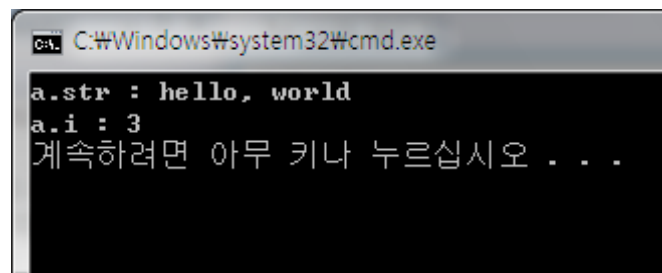 C:\. C:₩Windows₩system32₩cmd.exe
a.str : hello, world
a.i : 3
계속하려면 아무 키나 누르십시오 . . .